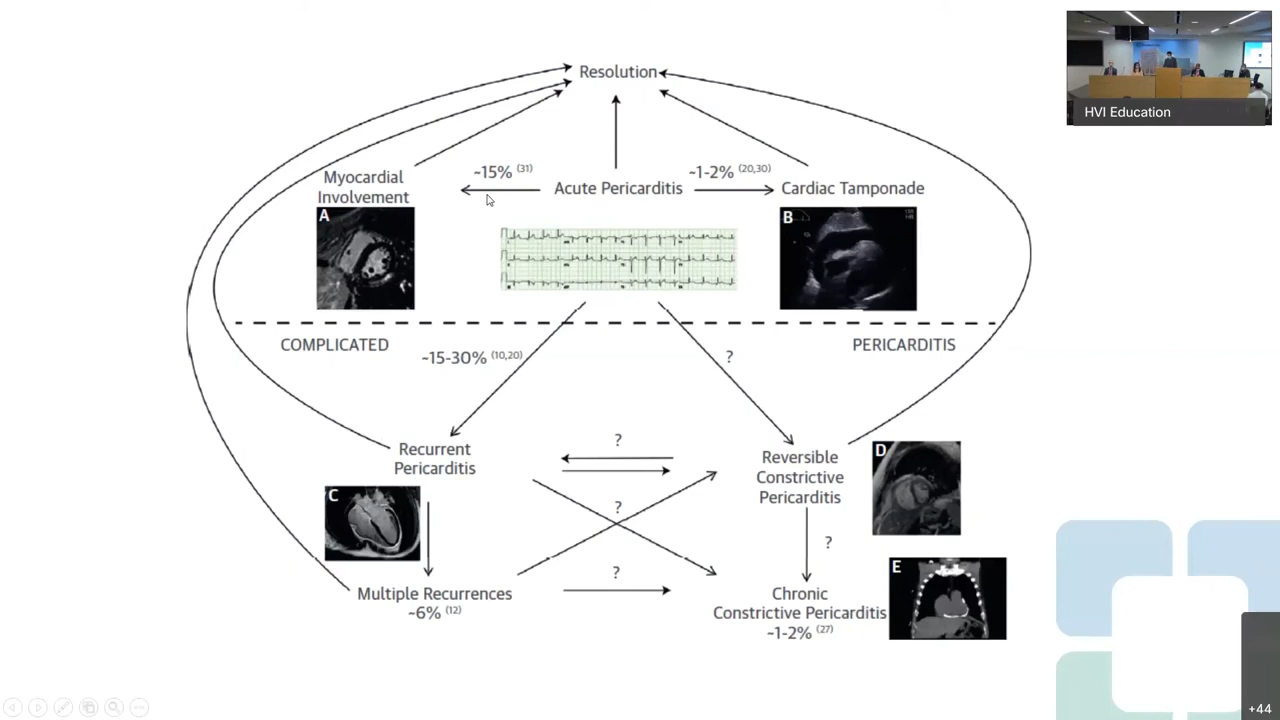 Resolution
HVI Education
Myocardial
Involvement
~15% (31)
Acute Pericarditis
~1-2% (20,30)
Cardiac Tamponade
A
B
COMPLICATED
PERICARDITIS
~15-30% (10,20)
?
Recurrent
Pericarditis
?
Reversible
Constrictive
Pericarditis
D
C
?
?
Multiple Recurrences
~6% (12)
?
Chronic
Constrictive Pericarditis
~1-2% (27)
E
+44